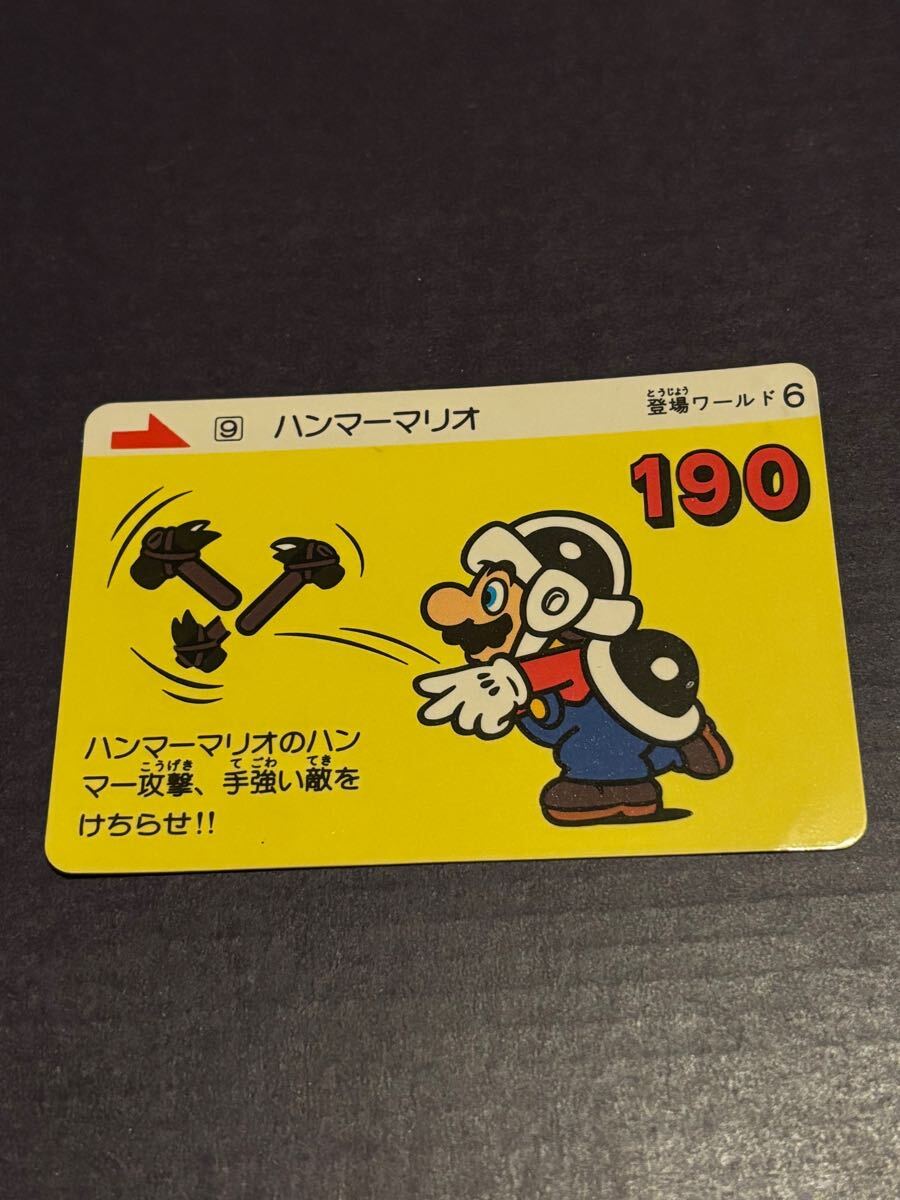 9 ハンマーマリオ
とうじょう
登場ワールド6
190
ハンマーマリオのハン
こうげき てごわ てき
マー攻撃、手強い敵を
けちらせ!!